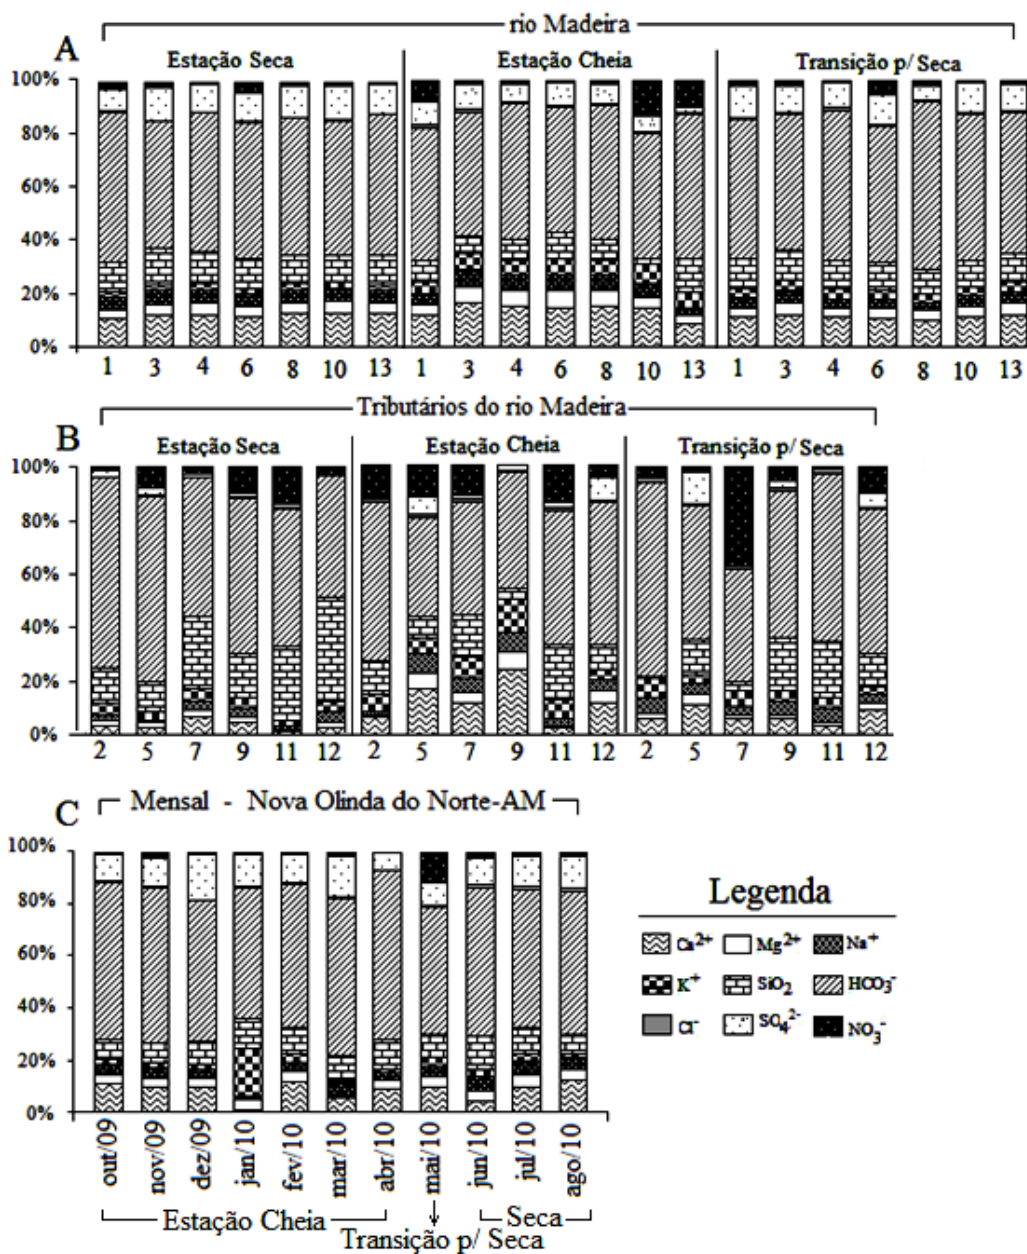 rio Madeira
A
Estação Seca
Estação Cheia
Transição p/ Seca
100%
80%
60%
40%
20%
0%
1 3 4 6 8 10 13 1 3 4 6 8 10 13 1 3 4 6 8 10 13
Tributários do rio Madeira
B
Estação Seca
Estação Cheia
Transição p/ Seca
100%
80%
60%
40%
20%
0%
2 5 7 9 11 12 2 5 7 9 11 12 2 5 7 9 11 12
C
Mensal - Nova Olinda do Norte-AM
100%
80%
60%
40%
20%
0%
out/09 nov/09 dez/09 jan/10 fev/10 mar/10 abr/10 mai/10 jun/10 jul/10 ago/10
Estação Cheia
Seca
Transição p/ Seca
Legenda
Ca²⁺ Mg²⁺ Na⁺
K⁺ SiO₂ HCO₃⁻
Cl⁻ SO₄²⁻ NO₃⁻